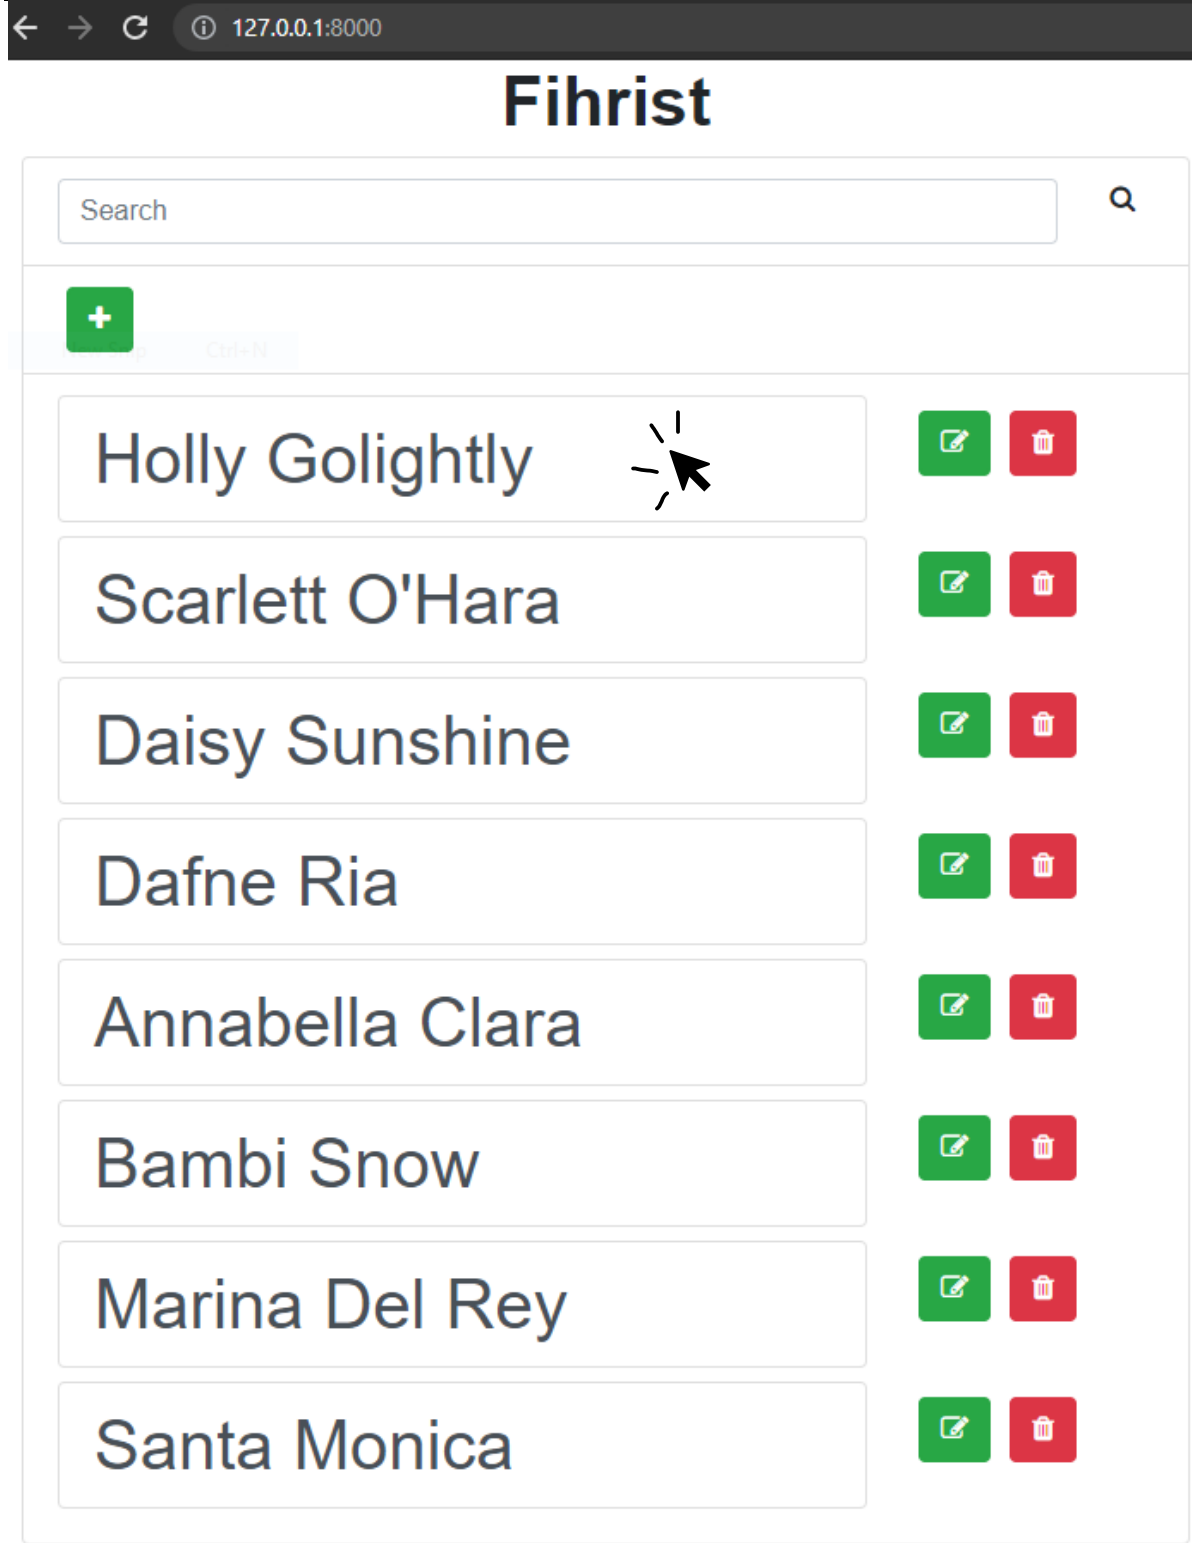 127.0.0.1:8000
Fihrist
Search
Ctrl+N
Holly Golightly
Scarlett O'Hara
Daisy Sunshine
Dafne Ria
Annabella Clara
Bambi Snow
Marina Del Rey
Santa Monica